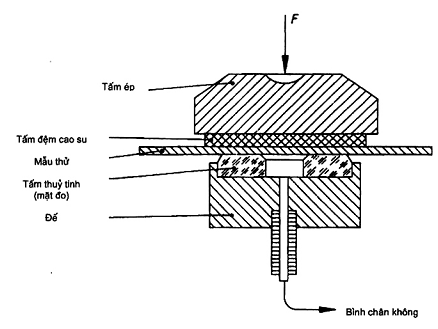 F
Tấm ép
Tấm đệm cao su
Mẫu thử
Tấm thuỷ tinh
(mặt đo)
Đế
Bình chân không